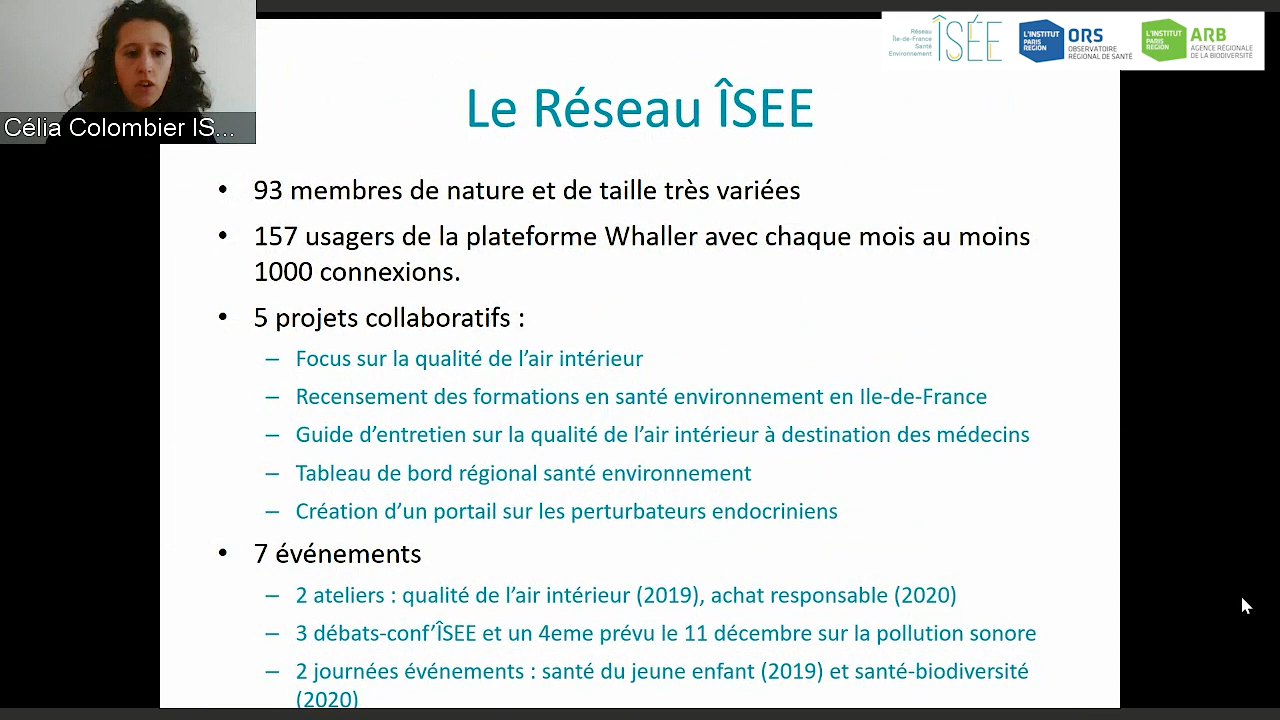 Réseau
Île-de-France
Santé
Environnement
ÎSÉE
L'INSTITUT
PARIS
REGION
ORS
OBSERVATOIRE
RÉGIONAL DE SANTÉ
L'INSTITUT
PARIS
REGION
ARB
AGENCE RÉGIONALE
DE LA BIODIVERSITÉ
Célia Colombier IS...
Le Réseau ÎSEE
• 93 membres de nature et de taille très variées
• 157 usagers de la plateforme Whaller avec chaque mois au moins
1000 connexions.
• 5 projets collaboratifs :
– Focus sur la qualité de l’air intérieur
– Recensement des formations en santé environnement en Ile-de-France
– Guide d’entretien sur la qualité de l’air intérieur à destination des médecins
– Tableau de bord régional santé environnement
– Création d’un portail sur les perturbateurs endocriniens
• 7 événements
– 2 ateliers : qualité de l’air intérieur (2019), achat responsable (2020)
– 3 débats-conf’ÎSEE et un 4eme prévu le 11 décembre sur la pollution sonore
– 2 journées événements : santé du jeune enfant (2019) et santé-biodiversité
(2020)